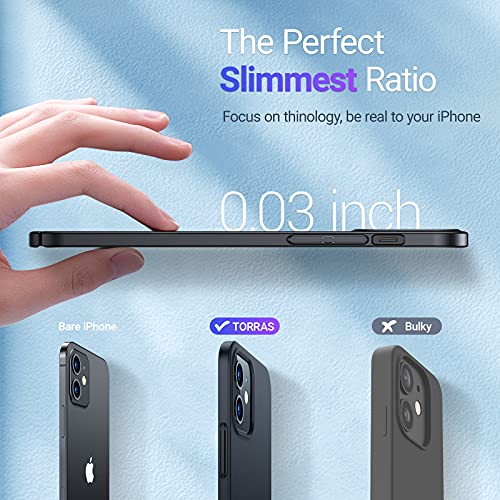 The Perfect
Slimmest Ratio
Focus on thinology, be real to your iPhone
0.03 inch
Bare iPhone
TORRAS
Bulky